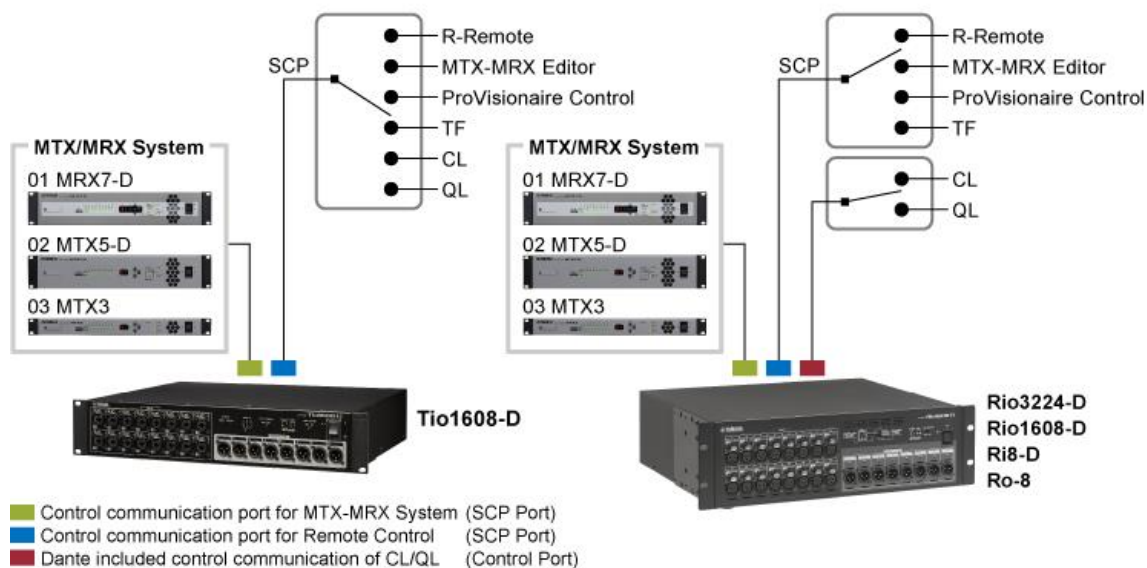 R-Remote
SCP
MTX-MRX Editor
ProVisionaire Control
TF
MTX/MRX System
CL
01 MRX7-D
QL
02 MTX5-D
03 MTX3
Tio1608-D
R-Remote
SCP
MTX-MRX Editor
ProVisionaire Control
TF
MTX/MRX System
01 MRX7-D
CL
QL
02 MTX5-D
03 MTX3
Rio3224-D
Rio1608-D
Ri8-D
Ro-8
Control communication port for MTX-MRX System (SCP Port)
Control communication port for Remote Control (SCP Port)
Dante included control communication of CL/QL (Control Port)